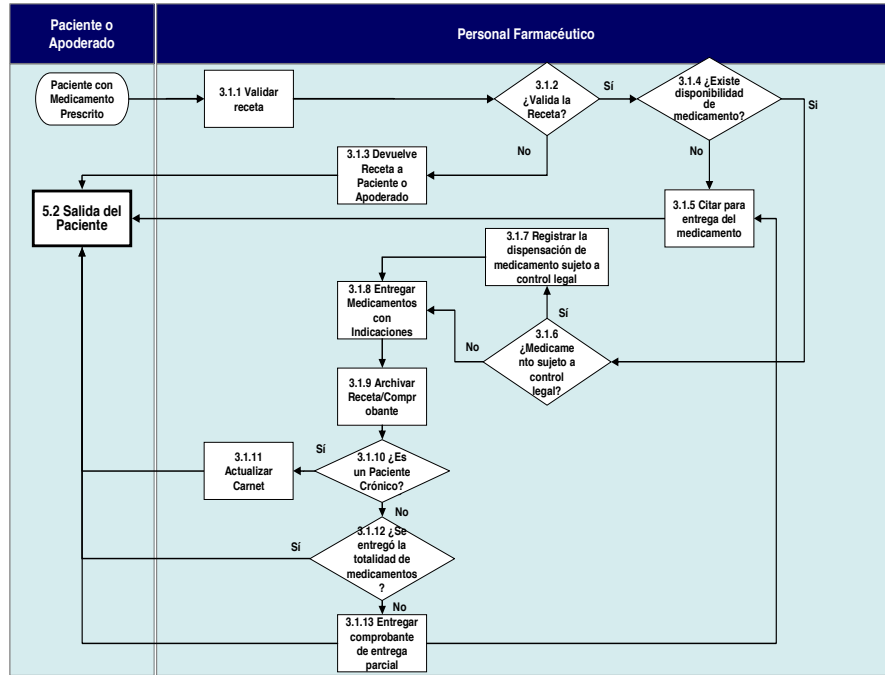 Paciente o
Apoderado
Personal Farmacéutico
Paciente con
Medicamento
Prescrito
3.1.1 Validar
receta
3.1.2
¿Valida la
Receta?
Sí
3.1.4 ¿Existe
disponibilidad
de
medicamento?
Si
No
No
3.1.3 Devuelve
Receta a
Paciente o
Apoderado
5.2 Salida del
Paciente
3.1.5 Citar para
entrega del
medicamento
3.1.7 Registrar la
dispensación de
medicamento sujeto a
control legal
3.1.8 Entregar
Medicamentos
con
Indicaciones
Sí
No
3.1.6
¿Medicame
nto sujeto a
control
legal?
3.1.9 Archivar
Receta/Compr
obante
3.1.11
Actualizar
Carnet
Sí
3.1.10 ¿Es
un Paciente
Crónico?
No
Sí
3.1.12 ¿Se
entregó la
totalidad de
medicamentos
?
No
3.1.13 Entregar
comprobante
de entrega
parcial